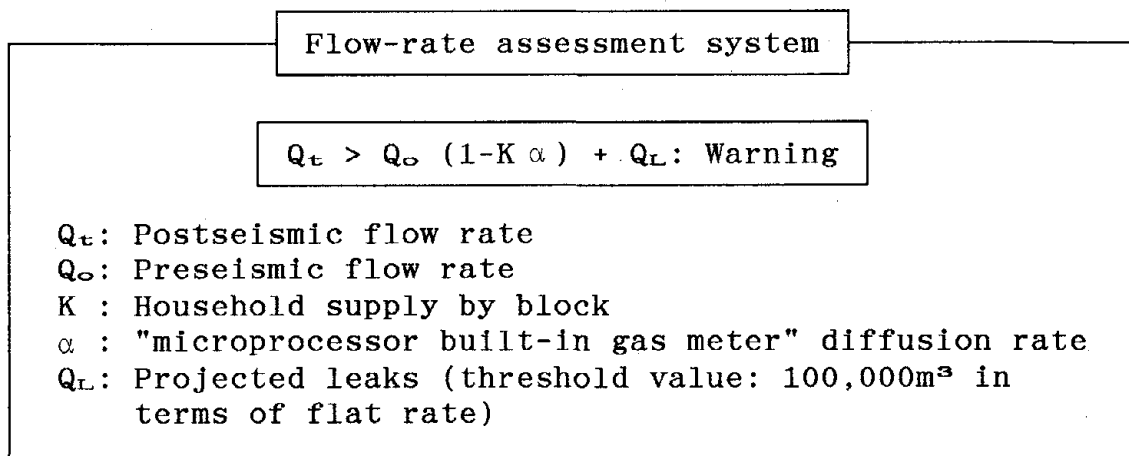 Flow-rate assessment system
Qₜ > Qₒ (1-K α) + Q_L: Warning
Qₜ: Postseismic flow rate
Qₒ: Preseismic flow rate
K : Household supply by block
α : "microprocessor built-in gas meter" diffusion rate
Q_L: Projected leaks (threshold value: 100,000m³ in
terms of flat rate)